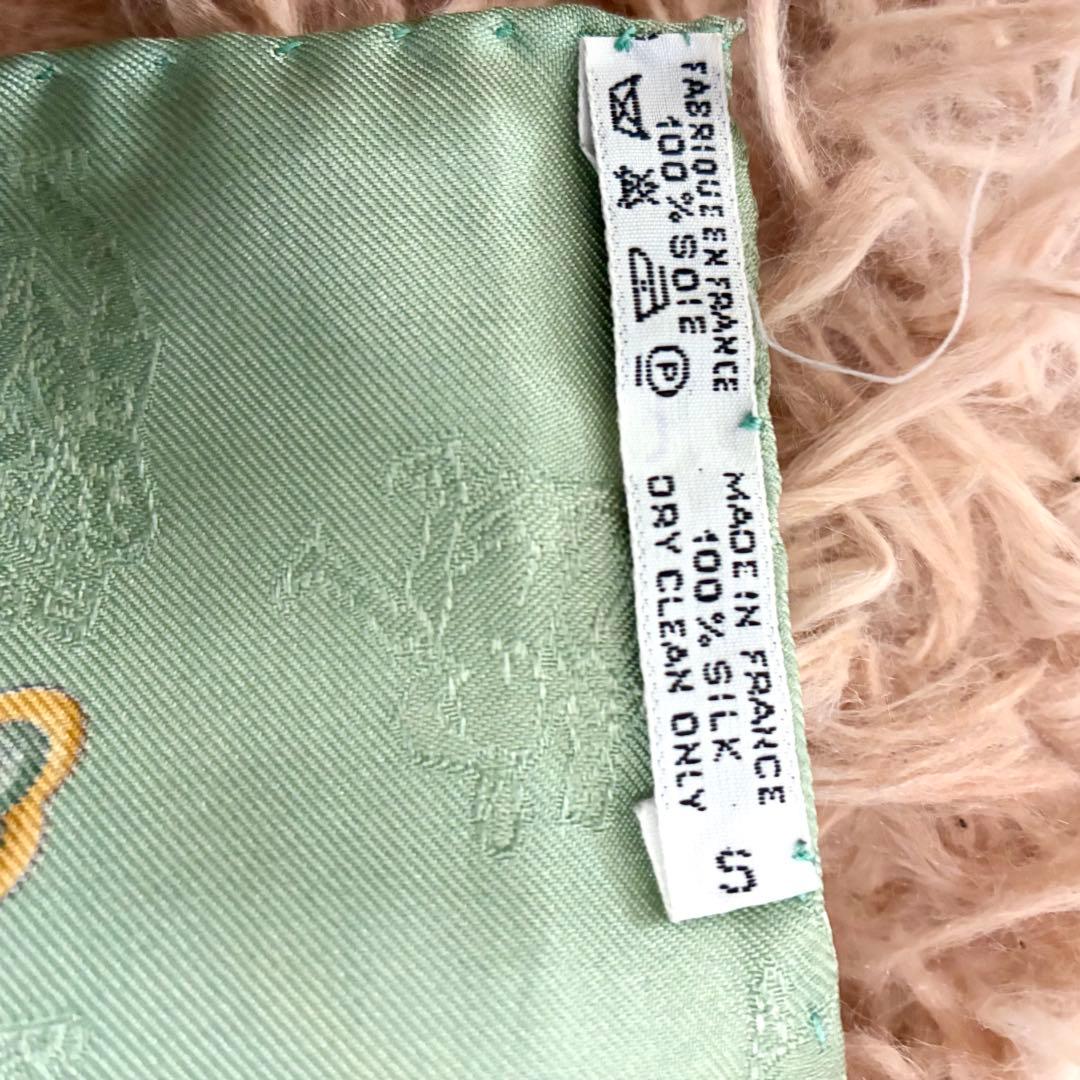 FABRIQUE EN FRANCE
100 % SOIE
P
MADE IN FRANCE
100 % SILK
DRY CLEAN ONLY
S